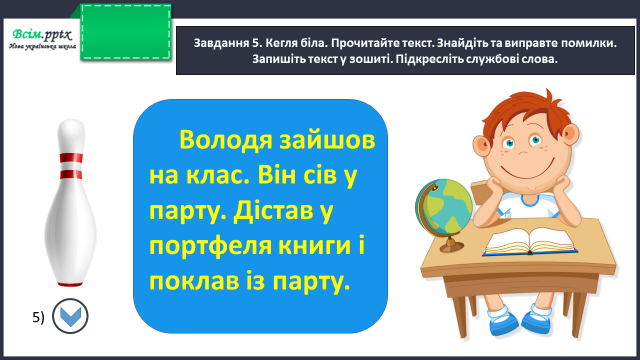 Всім.pptx
Нова українська школа
Завдання 5. Кегля біла. Прочитайте текст. Знайдіть та виправте помилки.
Запишіть текст у зошиті. Підкресліть службові слова.
Володя зайшов
на клас. Він сів у
парту. Дістав у
портфеля книги і
поклав із парту.
5)